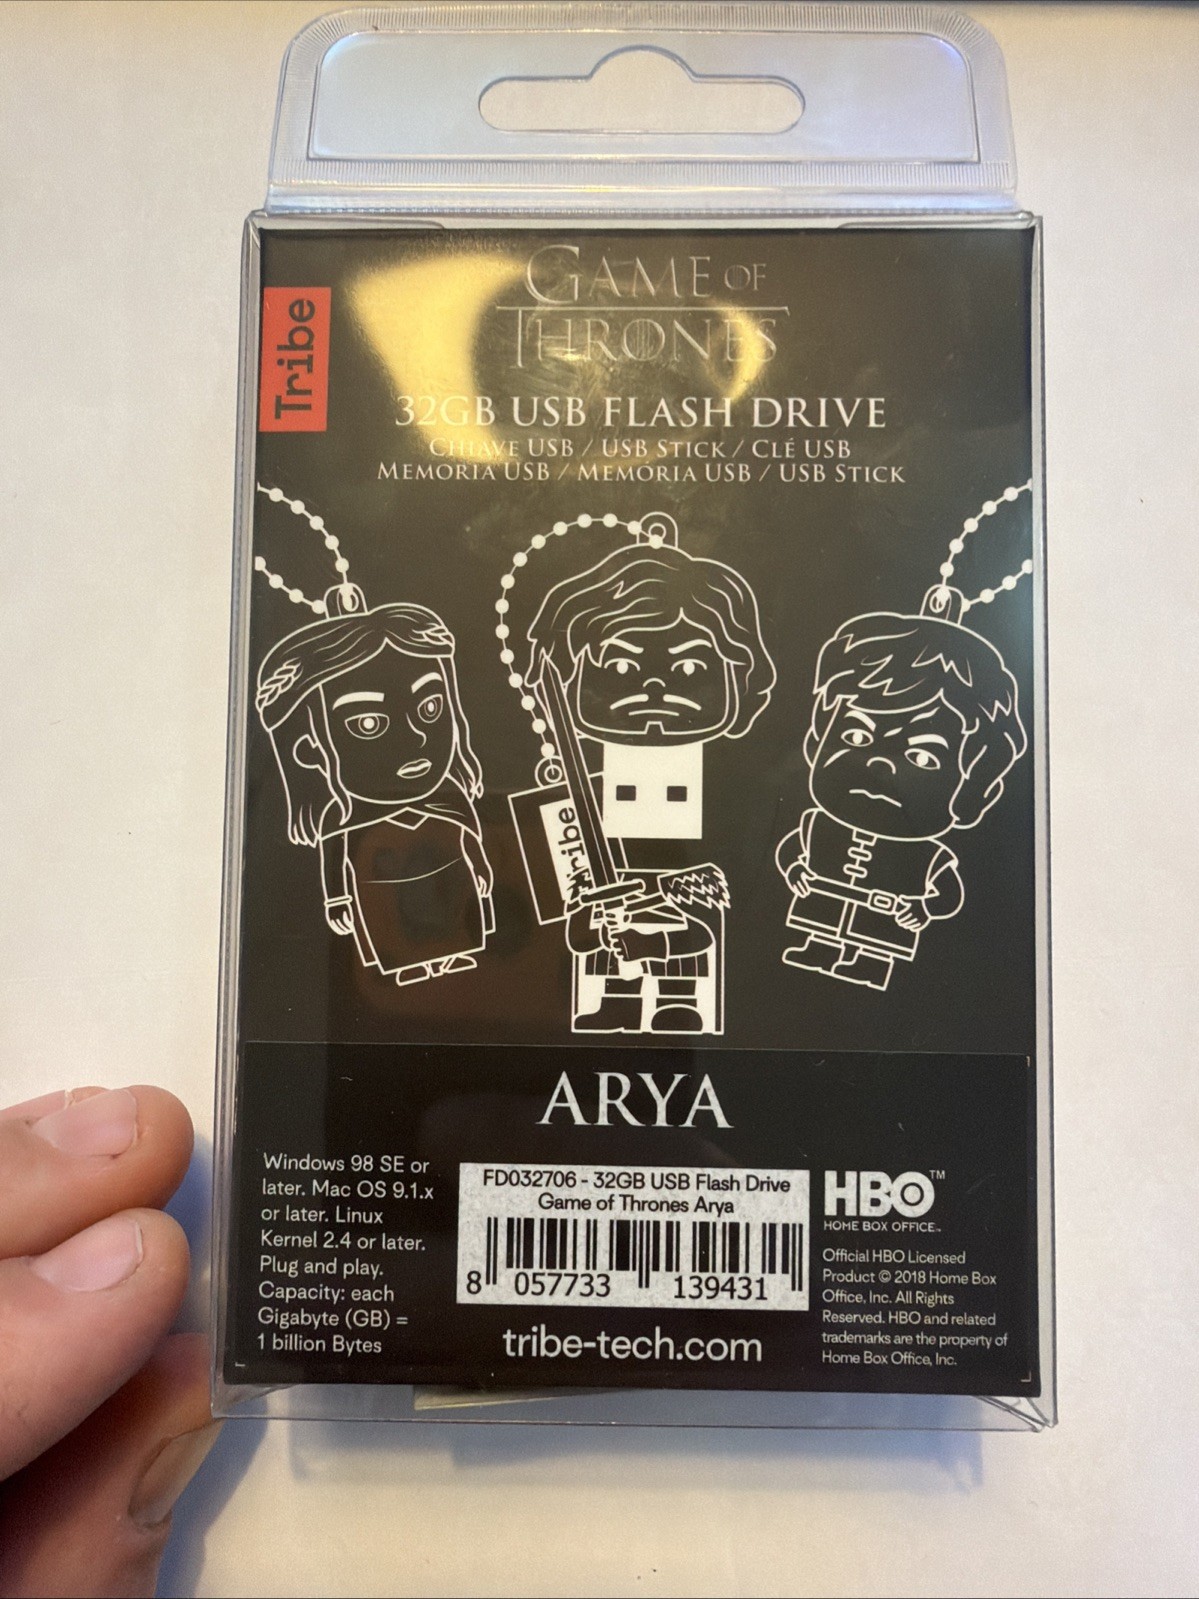 GAME OF
THRONES
Tribe
32GB USB FLASH DRIVE
CHIAVE USB / USB STICK / CLÉ USB
MEMORIA USB / MEMÓRIA USB / USB STICK
Tribe
ARYA
Windows 98 SE or
later. Mac OS 9.1.x
or later. Linux
Kernel 2.4 or later.
Plug and play.
Capacity: each
Gigabyte (GB) =
1 billion Bytes
FD032706 - 32GB USB Flash Drive
Game of Thrones Arya
8 057733 139431
tribe-tech.com
HBO™
HOME BOX OFFICE™
Official HBO Licensed
Product © 2018 Home Box
Office, Inc. All Rights
Reserved. HBO and related
trademarks are the property of
Home Box Office, Inc.